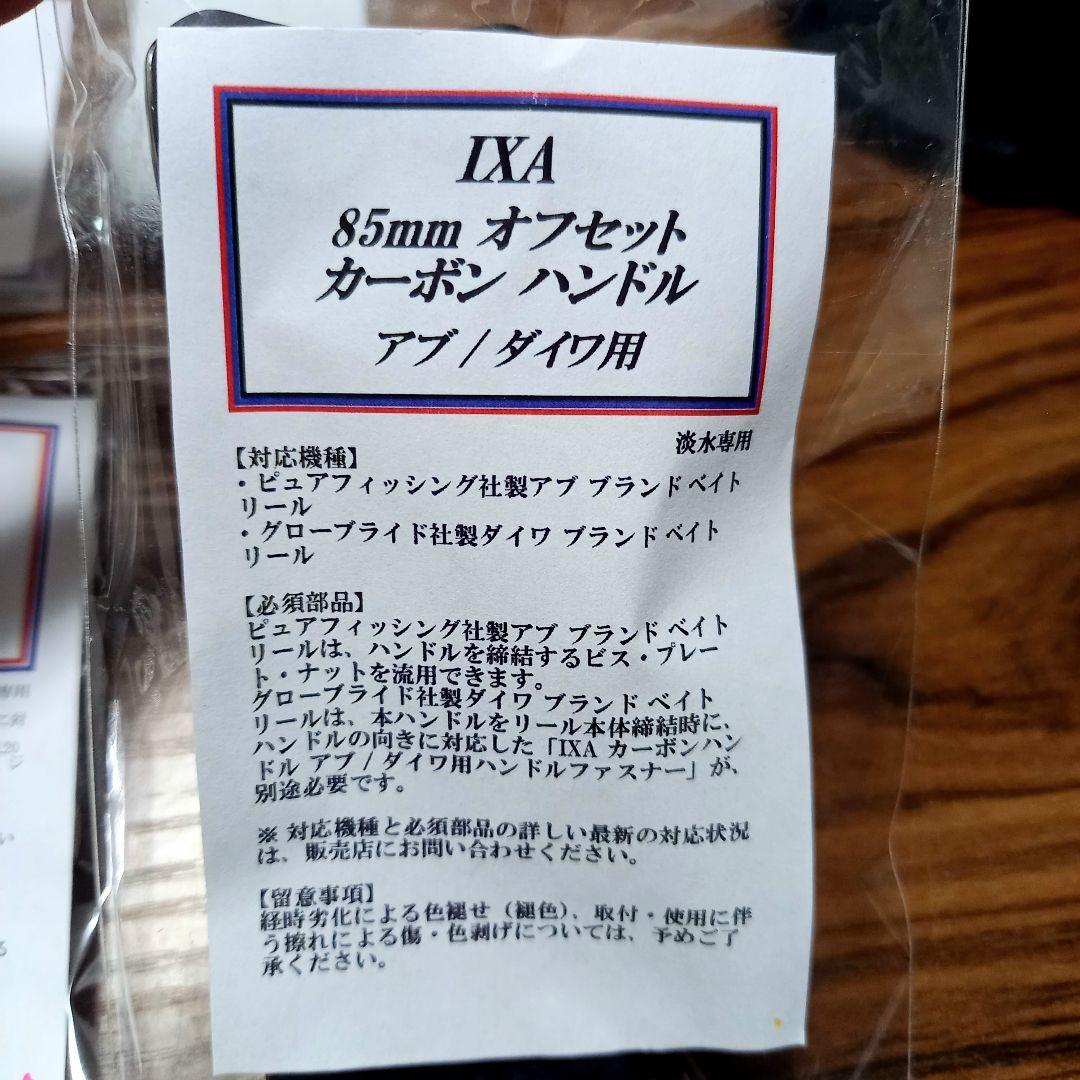 IXA
85mm オフセット
カーボン ハンドル
アブ / ダイワ用
淡水専用
【対応機種】
・ピュアフィッシング社製アブ ブランドベイト
リール
・グローブライド社製ダイワ ブランドベイト
リール
【必須部品】
ピュアフィッシング社製アブ ブランドベイト
リールは、ハンドルを締結するビス・プレー
ト・ナットを流用できます。
グローブライド社製ダイワ ブランド ベイト
リールは、本ハンドルをリール本体締結時に、
ハンドルの向きに対応した「IXA カーボンハン
ドル アブ / ダイワ用ハンドルファスナー」が、
別途必要です。
※ 対応機種と必須部品の詳しい最新の対応状況
は、販売店にお問い合わせください。
【留意事項】
経時劣化による色褪せ（褪色）、取付・使用に伴
う擦れによる傷・色剥げについては、予めご了
承ください。
専用
20
ジ
い
る